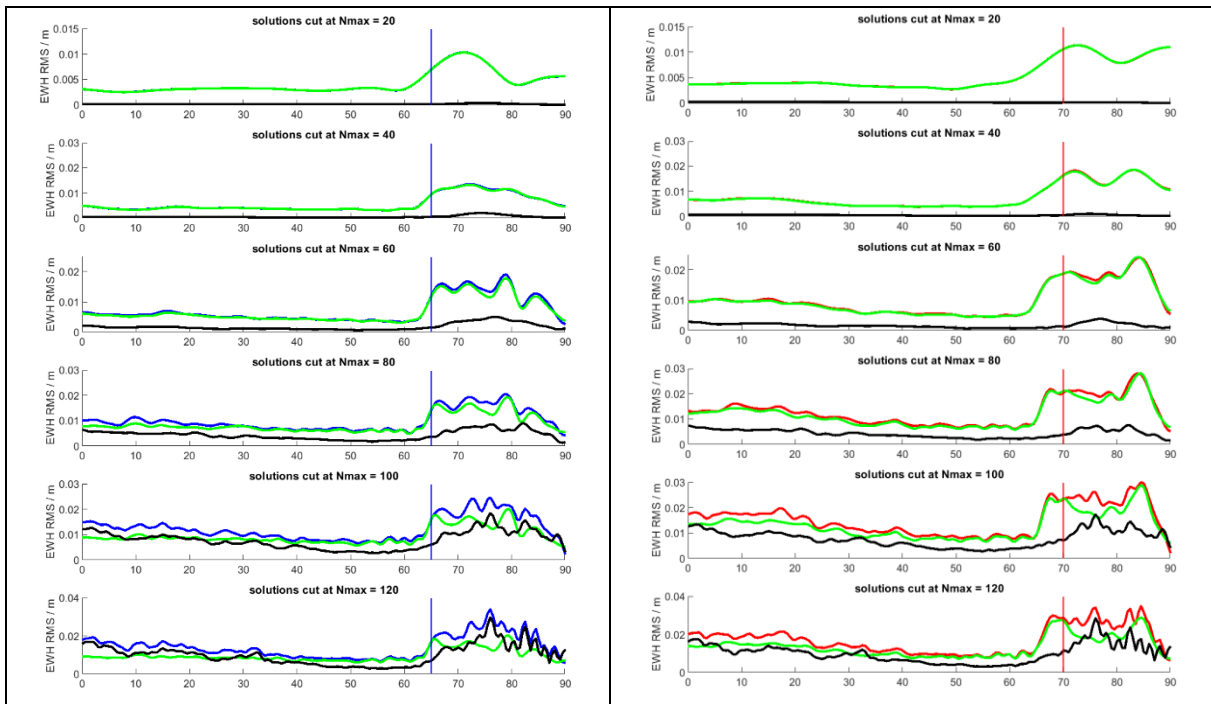 solutions cut at Nmax = 20
EWH RMS / m
0.015
0.01
0.005
0
0 10 20 30 40 50 60 70 80 90
solutions cut at Nmax = 40
EWH RMS / m
0.03
0.02
0.01
0
0 10 20 30 40 50 60 70 80 90
solutions cut at Nmax = 60
EWH RMS / m
0.02
0.01
0
0 10 20 30 40 50 60 70 80 90
solutions cut at Nmax = 80
EWH RMS / m
0.03
0.02
0.01
0
0 10 20 30 40 50 60 70 80 90
solutions cut at Nmax = 100
EWH RMS / m
0.03
0.02
0.01
0
0 10 20 30 40 50 60 70 80 90
solutions cut at Nmax = 120
EWH RMS / m
0.04
0.02
0
0 10 20 30 40 50 60 70 80 90
solutions cut at Nmax = 20
EWH RMS / m
0.015
0.01
0.005
0
0 10 20 30 40 50 60 70 80 90
solutions cut at Nmax = 40
EWH RMS / m
0.03
0.02
0.01
0
0 10 20 30 40 50 60 70 80 90
solutions cut at Nmax = 60
EWH RMS / m
0.02
0.01
0
0 10 20 30 40 50 60 70 80 90
solutions cut at Nmax = 80
EWH RMS / m
0.03
0.02
0.01
0
0 10 20 30 40 50 60 70 80 90
solutions cut at Nmax = 100
EWH RMS / m
0.03
0.02
0.01
0
0 10 20 30 40 50 60 70 80 90
solutions cut at Nmax = 120
EWH RMS / m
0.04
0.02
0
0 10 20 30 40 50 60 70 80 90